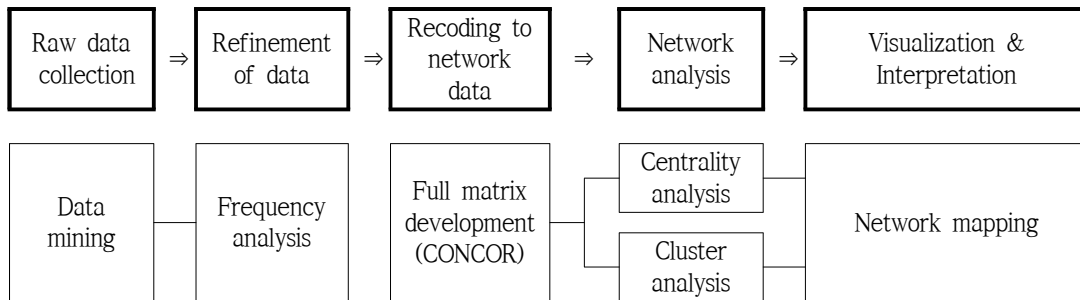 Raw data
collection
⇒
Refinement
of data
⇒
Recoding to
network
data
⇒
Network
analysis
⇒
Visualization &
Interpretation
Data
mining
Frequency
analysis
Full matrix
development
(CONCOR)
Centrality
analysis
Cluster
analysis
Network mapping